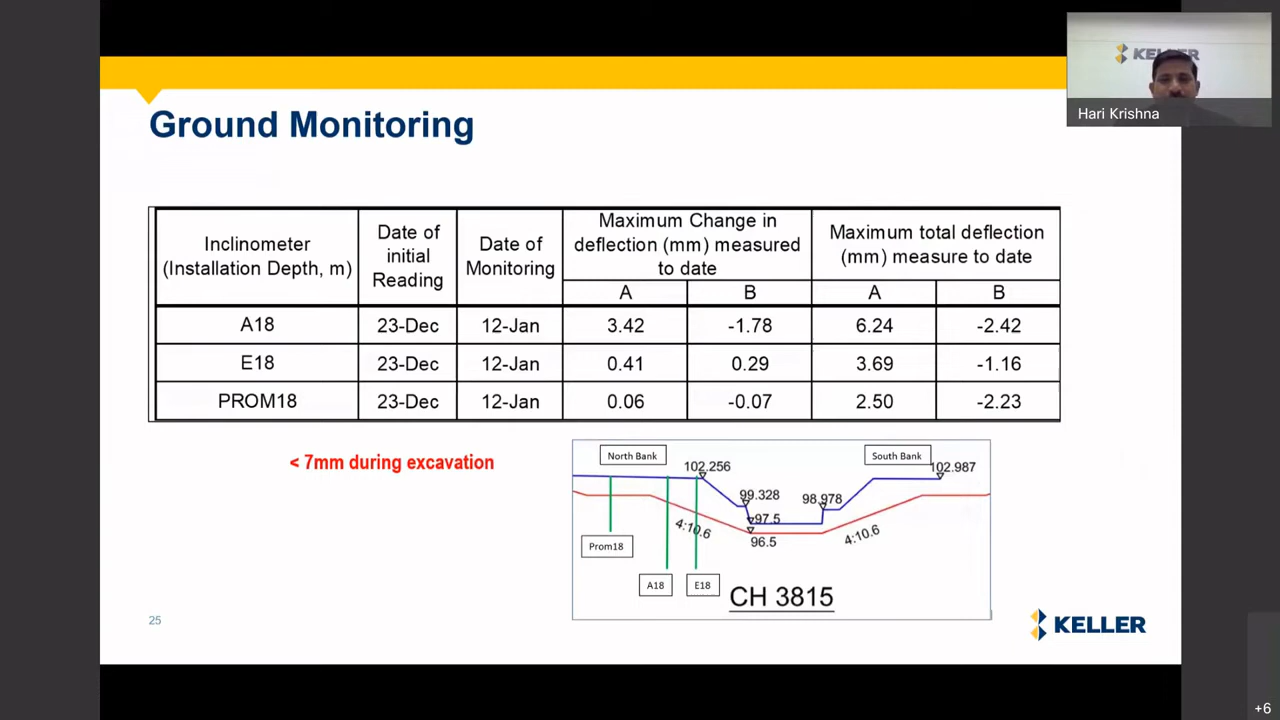 KELLER
Hari Krishna
Ground Monitoring
Inclinometer
(Installation Depth, m)
Date of
initial
Reading
Date of
Monitoring
Maximum Change in
deflection (mm) measured
to date
Maximum total deflection
(mm) measure to date
A B A B
A18 23-Dec 12-Jan 3.42 -1.78 6.24 -2.42
E18 23-Dec 12-Jan 0.41 0.29 3.69 -1.16
PROM18 23-Dec 12-Jan 0.06 -0.07 2.50 -2.23
< 7mm during excavation
North Bank
South Bank
102.256
102.987
99.328
98.978
97.5
96.5
4:10.6
4:10.6
Prom18
A18
E18
CH 3815
25
KELLER
+6